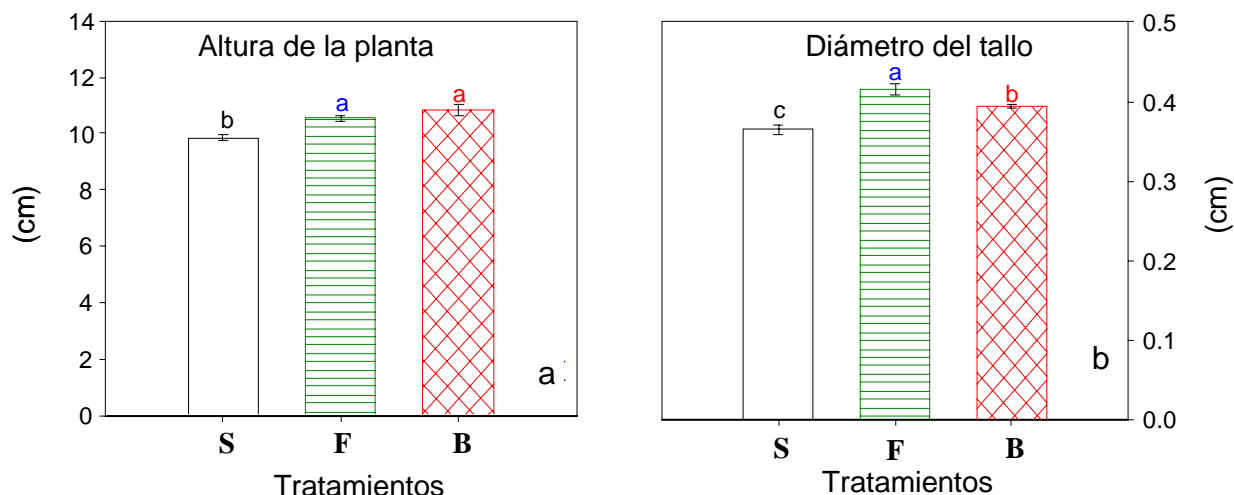 Altura de la planta
14
12
10
8
6
4
2
0
(cm)
b
a
a
a
S F B
Tratamientos
Diámetro del tallo
0.5
0.4
0.3
0.2
0.1
0.0
(cm)
c
a
b
b
S F B
Tratamientos